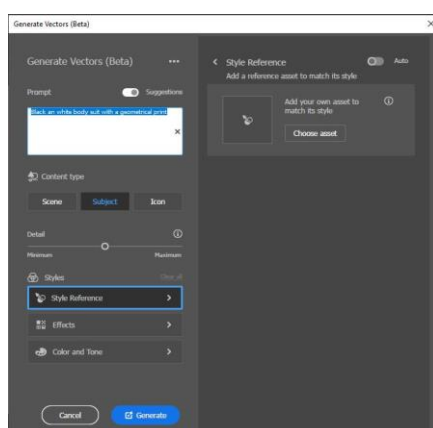 Generate Vectors (Beta)
Generate Vectors (Beta)
Prompt
Suggestions
Black an white body suit with a geometrical print
Content type
Scene
Subject
Icon
Detail
Minimum
Maximum
Styles
Clear all
Style Reference
Effects
Color and Tone
Cancel
Generate
Style Reference
Auto
Add a reference asset to match its style
Add your own asset to
match its style
Choose asset